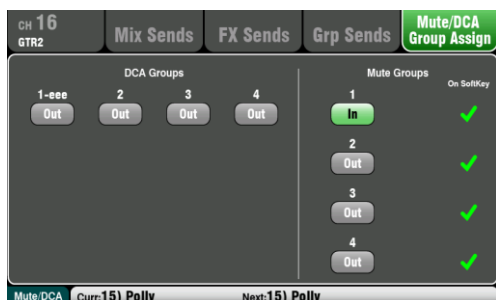 CH 16
GTR2
Mix Sends
FX Sends
Grp Sends
Mute/DCA
Group Assign
DCA Groups
Mute Groups
On SoftKey
1-eee 2 3 4
Out Out Out Out
1
In
2
Out
3
Out
4
Out
Mute/DCA Curr:15) Polly Next:15) Polly